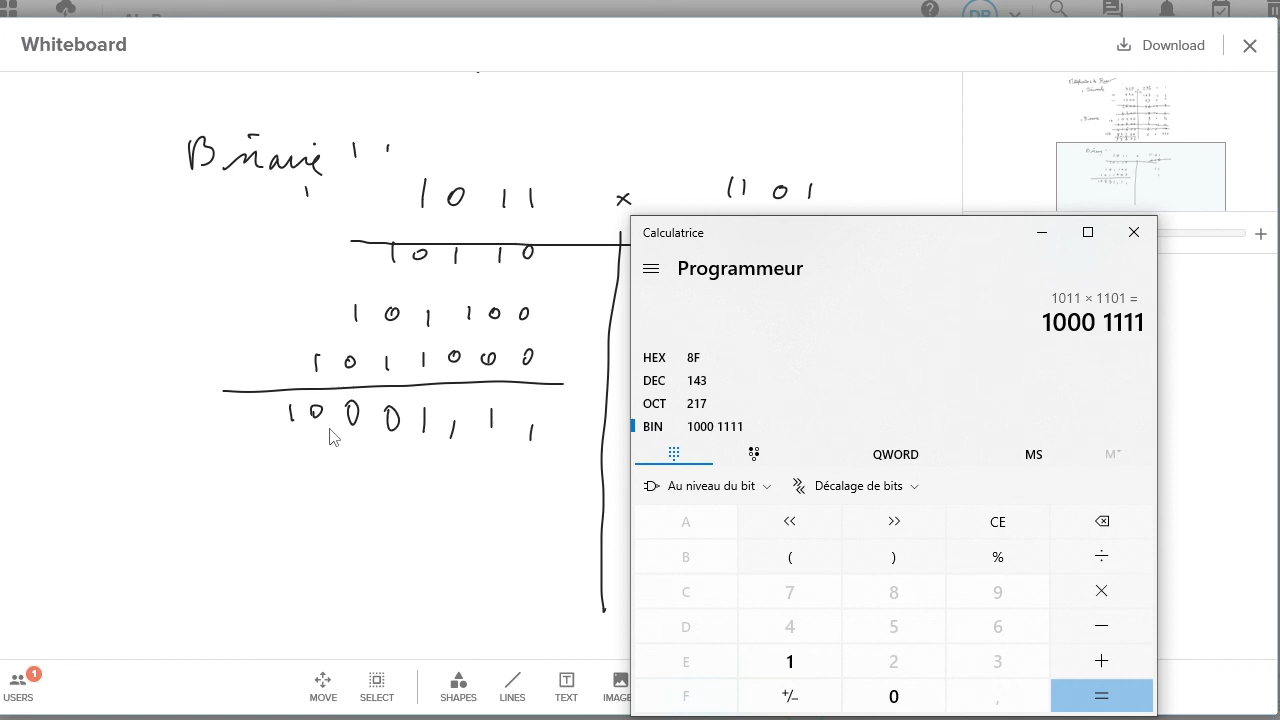 Whiteboard
Download
Binaire
1011 x 1101
10110
101100
1011000
10001111
Calculatrice
Programmeur
1011 × 1101 =
1000 1111
HEX 8F
DEC 143
OCT 217
BIN 1000 1111
QWORD MS M˅
Au niveau du bit Décalage de bits
A << >> CE
B ( ) % ÷
C 7 8 9 ×
D 4 5 6 −
E 1 2 3 +
F +/− 0 , =
1
USERS MOVE SELECT SHAPES LINES TEXT IMAGE